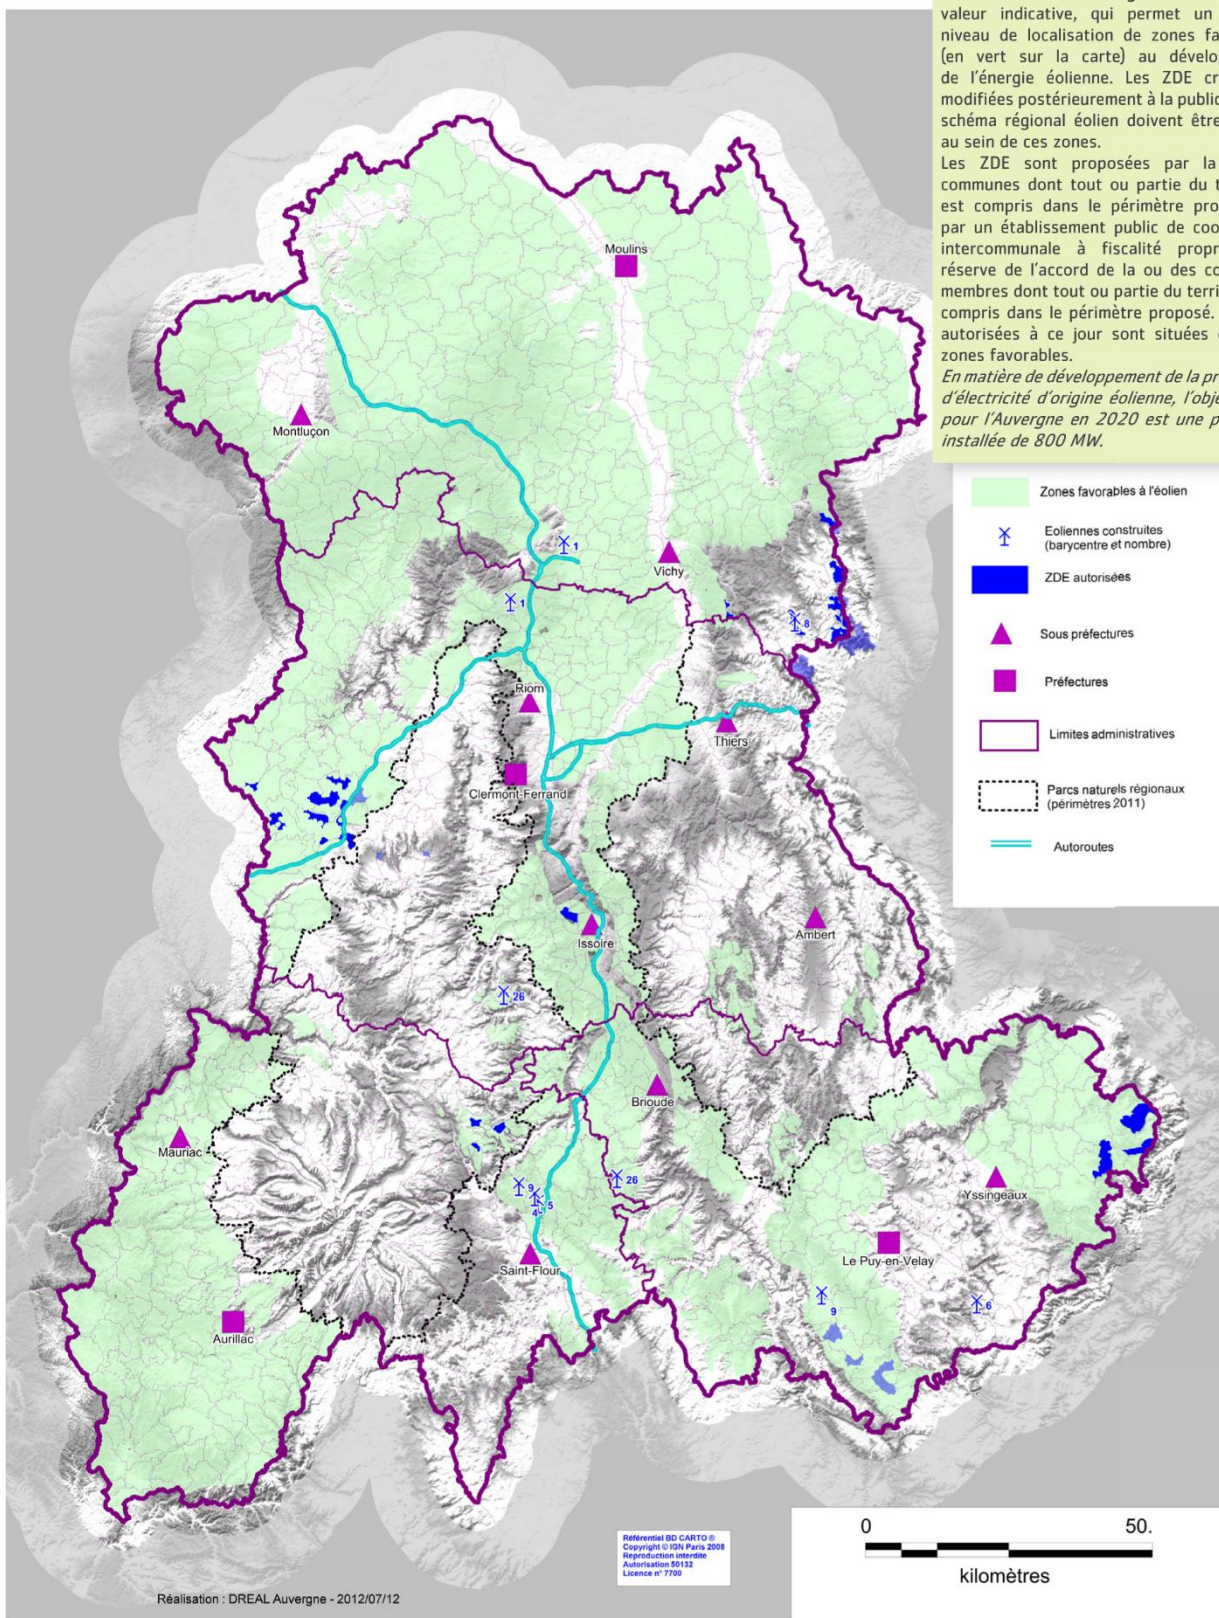 valeur indicative, qui permet un
niveau de localisation de zones fa
(en vert sur la carte) au dévelo
de l'énergie éolienne. Les ZDE cr
modifiées postérieurement à la public
schéma régional éolien doivent être
au sein de ces zones.
Les ZDE sont proposées par la
communes dont tout ou partie du t
est compris dans le périmètre pro
par un établissement public de coo
intercommunale à fiscalité propr
réserve de l'accord de la ou des co
membres dont tout ou partie du terri
compris dans le périmètre proposé.
autorisées à ce jour sont situées
zones favorables.
En matière de développement de la pr
d'électricité d'origine éolienne, l'obje
pour l'Auvergne en 2020 est une p
installée de 800 MW.
Zones favorables à l'éolien
Eoliennes construites
(barycentre et nombre)
ZDE autorisées
Sous préfectures
Préfectures
Limites administratives
Parcs naturels régionaux
(périmètres 2011)
Autoroutes
Moulins
Montluçon
1
Vichy
1
8
Riom
Thiers
Clermont-Ferrand
Issoire
Ambert
26
Brioude
Mauriac
9
4
5
26
Yssingeaux
Le Puy-en-Velay
Saint-Flour
9
6
Aurillac
Référentiel BD CARTO ®
Copyright © IGN Paris 2008
Reproduction interdite
Autorisation 50132
Licence n° 7700
0 50.
kilomètres
Réalisation : DREAL Auvergne - 2012/07/12